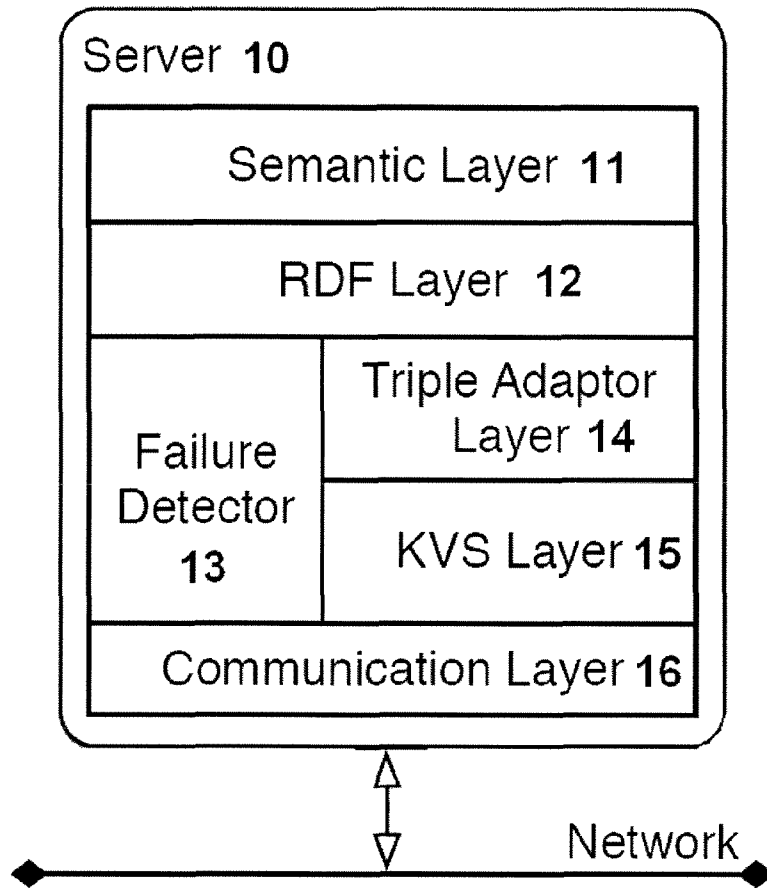 Server 10
Semantic Layer 11
RDF Layer 12
Failure
Detector
13
Triple Adaptor
Layer 14
KVS Layer 15
Communication Layer 16
Network